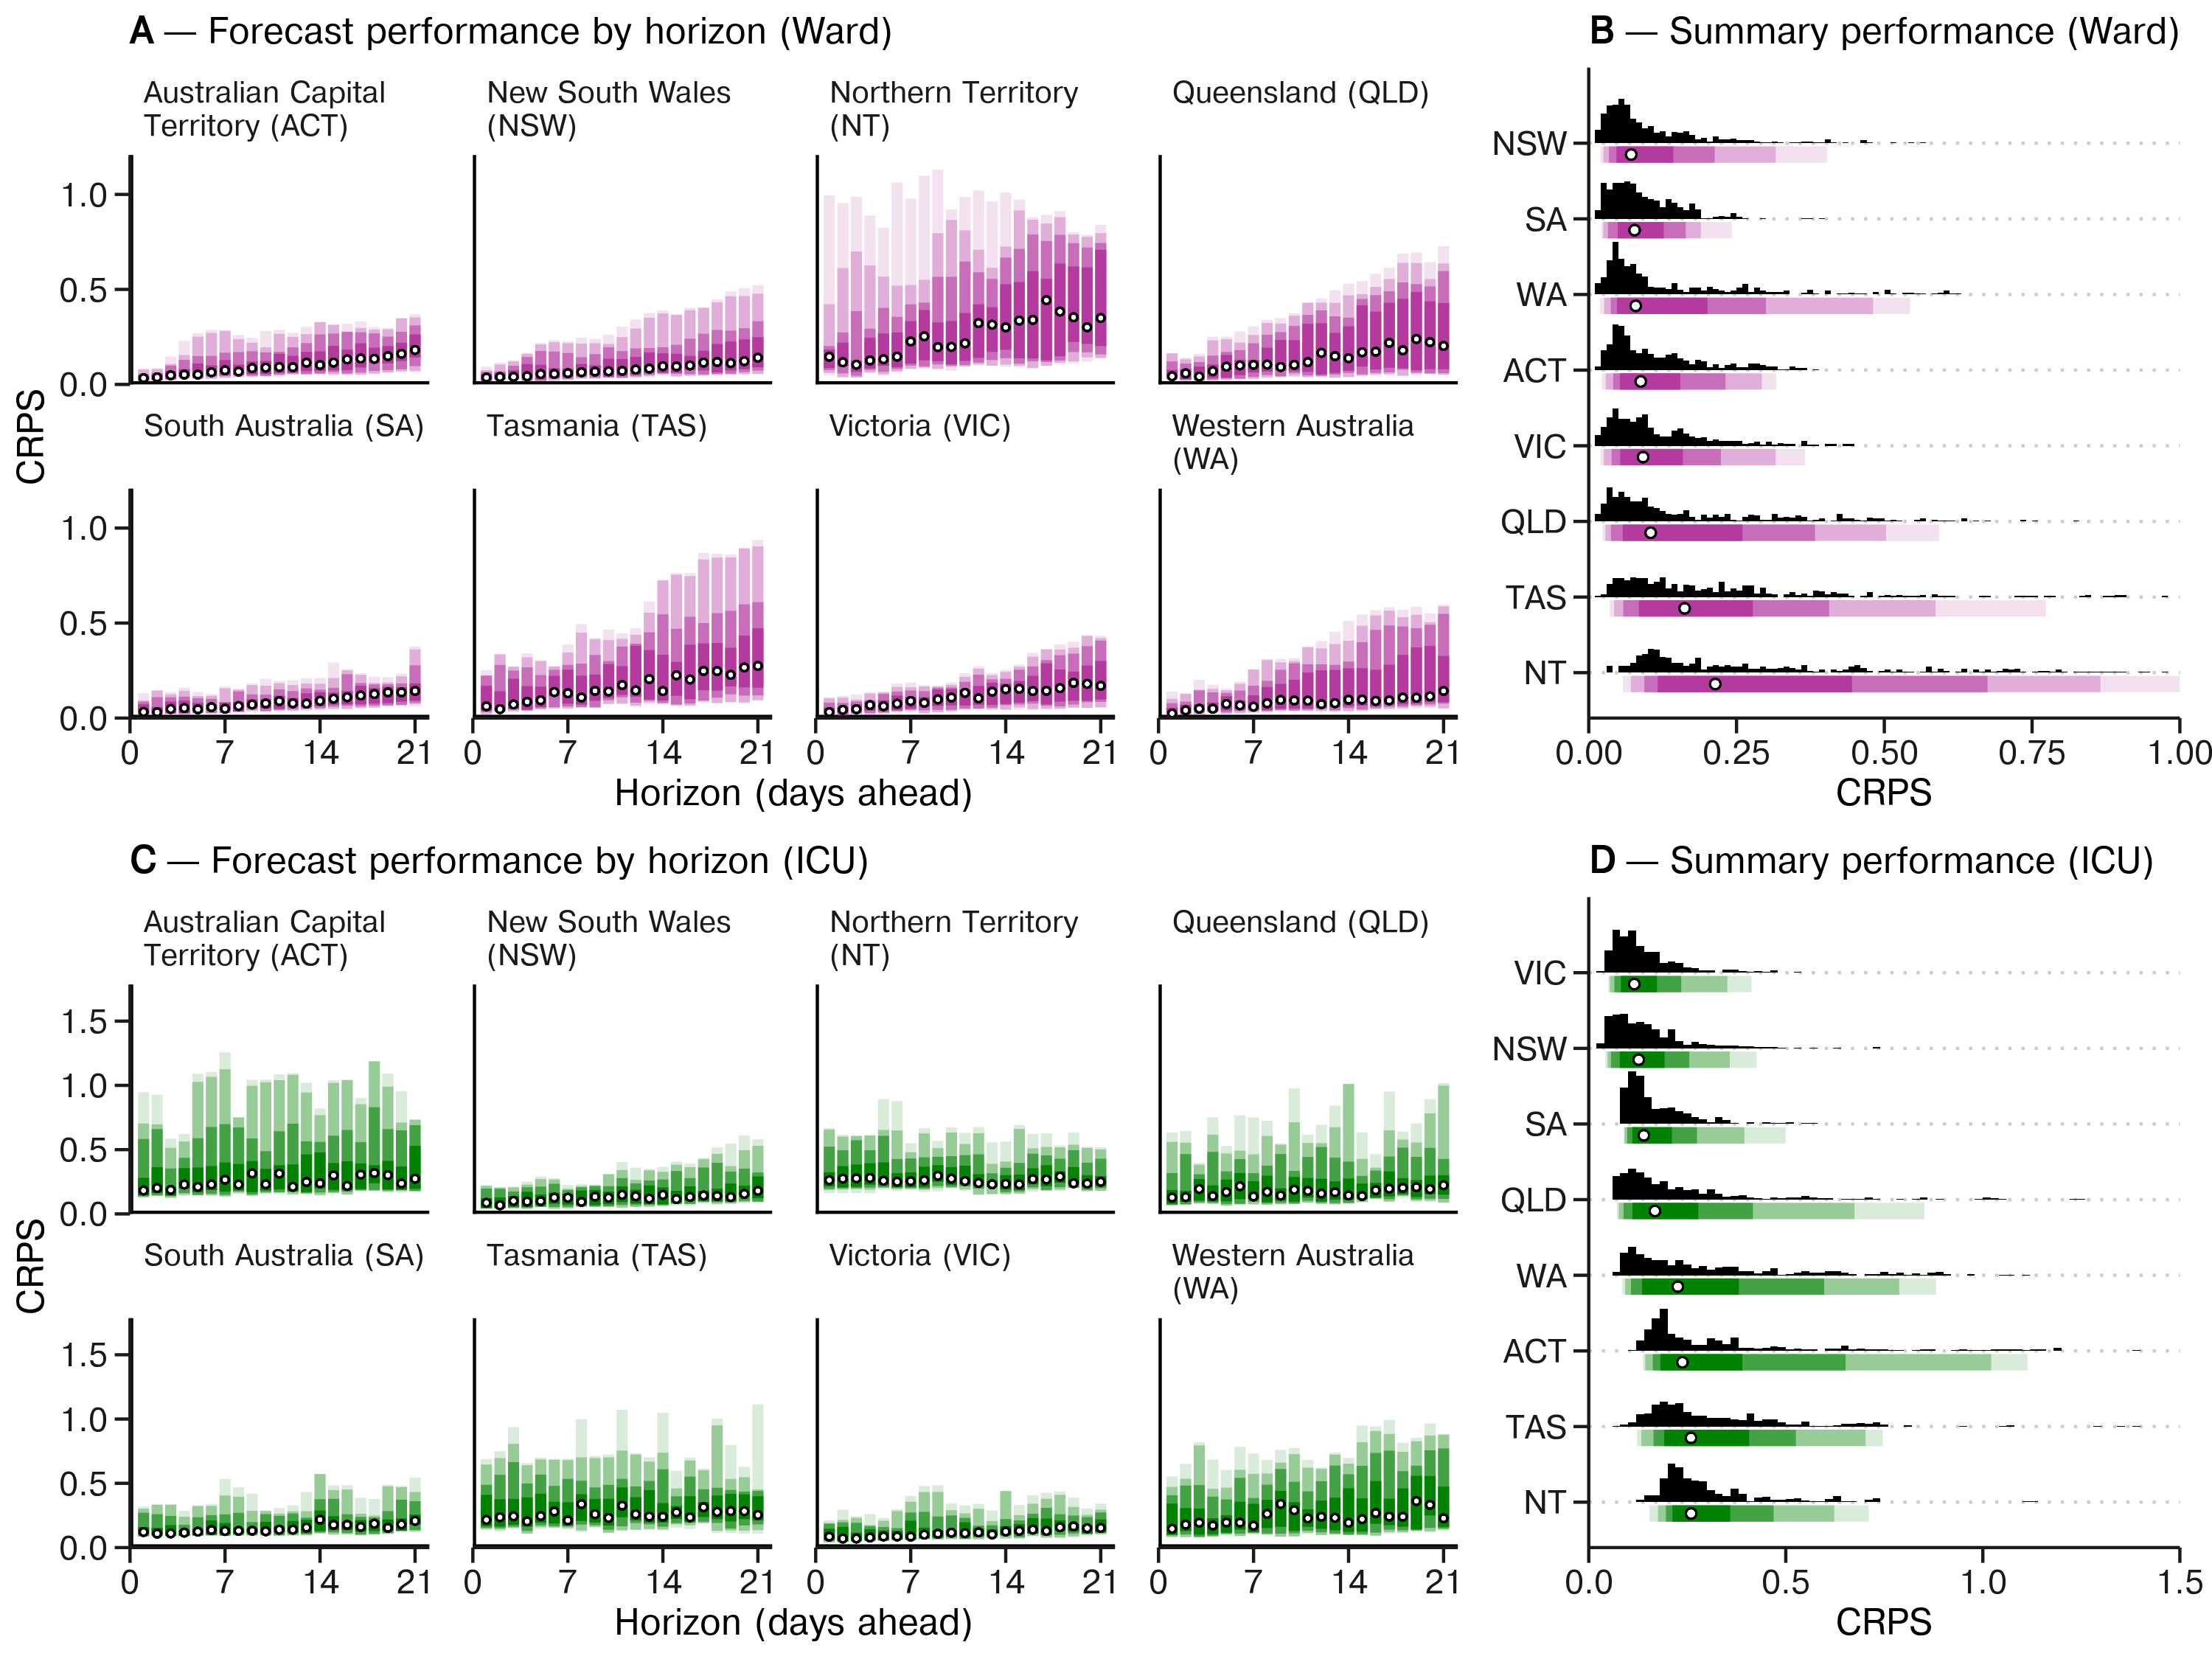 A — Forecast performance by horizon (Ward)
Australian Capital
Territory (ACT)
New South Wales
(NSW)
Northern Territory
(NT)
Queensland (QLD)
1.0
0.5
0.0
South Australia (SA)
Tasmania (TAS)
Victoria (VIC)
Western Australia
(WA)
1.0
0.5
0.0
CRPS
0 7 14 21
0 7 14 21
0 7 14 21
0 7 14 21
Horizon (days ahead)
B — Summary performance (Ward)
NSW
SA
WA
ACT
VIC
QLD
TAS
NT
0.00 0.25 0.50 0.75 1.00
CRPS
C — Forecast performance by horizon (ICU)
Australian Capital
Territory (ACT)
New South Wales
(NSW)
Northern Territory
(NT)
Queensland (QLD)
1.5
1.0
0.5
0.0
South Australia (SA)
Tasmania (TAS)
Victoria (VIC)
Western Australia
(WA)
1.5
1.0
0.5
0.0
CRPS
0 7 14 21
0 7 14 21
0 7 14 21
0 7 14 21
Horizon (days ahead)
D — Summary performance (ICU)
VIC
NSW
SA
QLD
WA
ACT
TAS
NT
0.0 0.5 1.0 1.5
CRPS